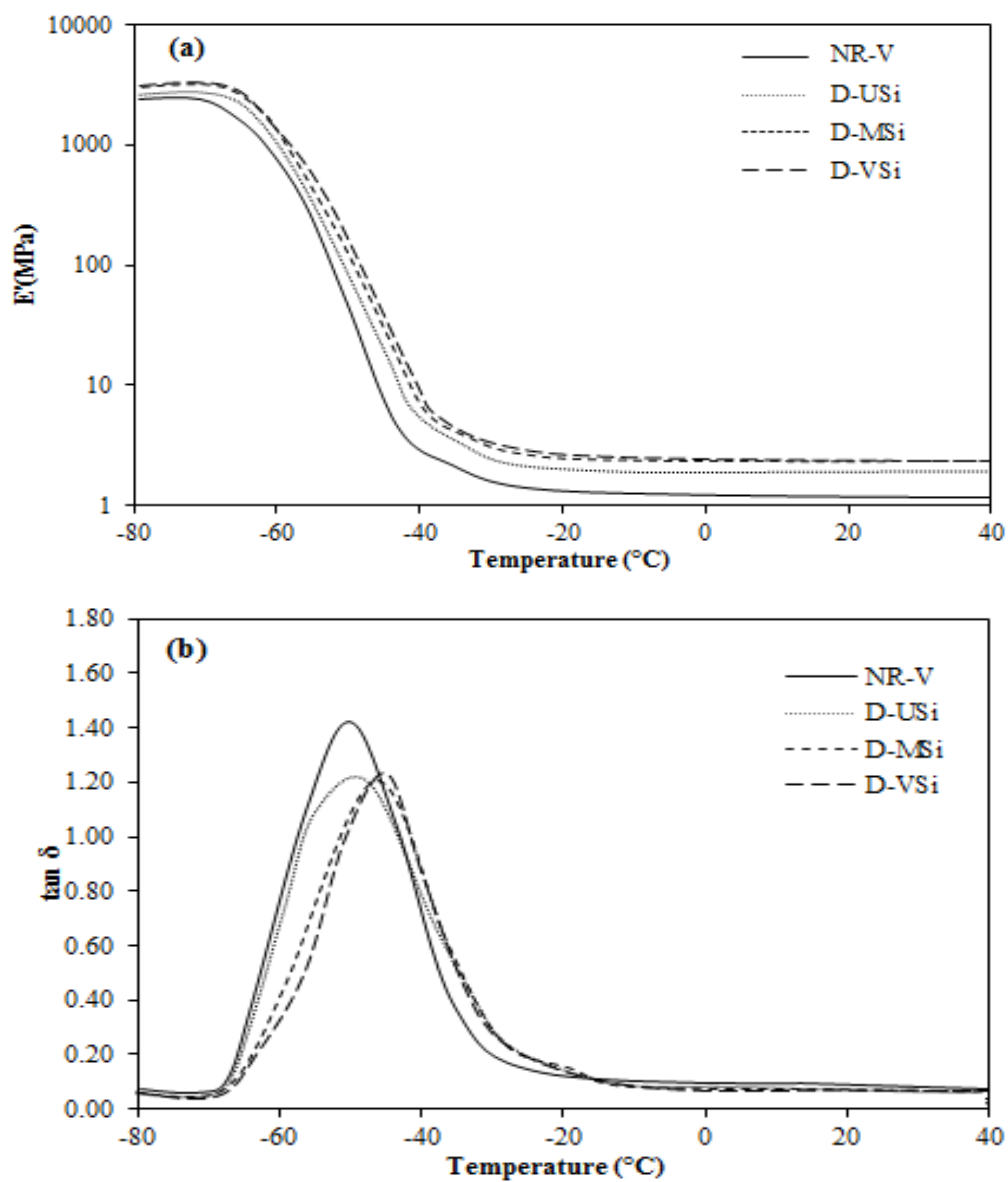 10000
(a)
NR-V
D-USi
D-MSi
D-VSi
1000
100
10
1
E'(MPa)
-80
-60
-40
-20
0
20
40
Temperature (°C)
1.80
(b)
1.60
NR-V
D-USi
D-MSi
D-VSi
1.40
1.20
1.00
0.80
0.60
0.40
0.20
0.00
tan δ
-80
-60
-40
-20
0
20
40
Temperature (°C)